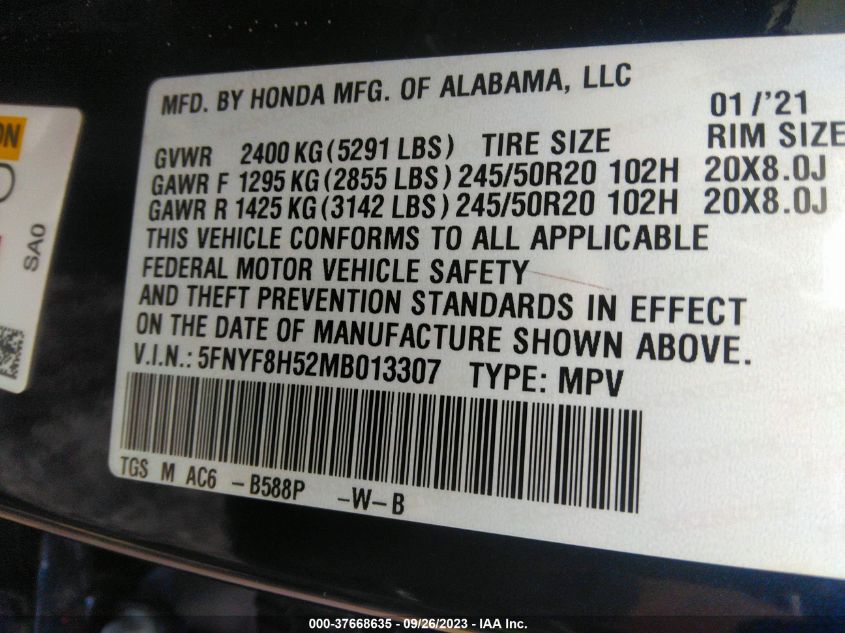 MFD. BY HONDA MFG. OF ALABAMA, LLC 01/'21
GVWR 2400 KG (5291 LBS) TIRE SIZE RIM SIZE
GAWR F 1295 KG (2855 LBS) 245/50R20 102H 20X8.0J
GAWR R 1425 KG (3142 LBS) 245/50R20 102H 20X8.0J
THIS VEHICLE CONFORMS TO ALL APPLICABLE
FEDERAL MOTOR VEHICLE SAFETY
AND THEFT PREVENTION STANDARDS IN EFFECT
ON THE DATE OF MANUFACTURE SHOWN ABOVE.
V.I.N.: 5FNYF8H52MB013307 TYPE: MPV
TGS M AC6 -B588P -W-B
SA0
000-37668635 - 09/26/2023 - IAA Inc.